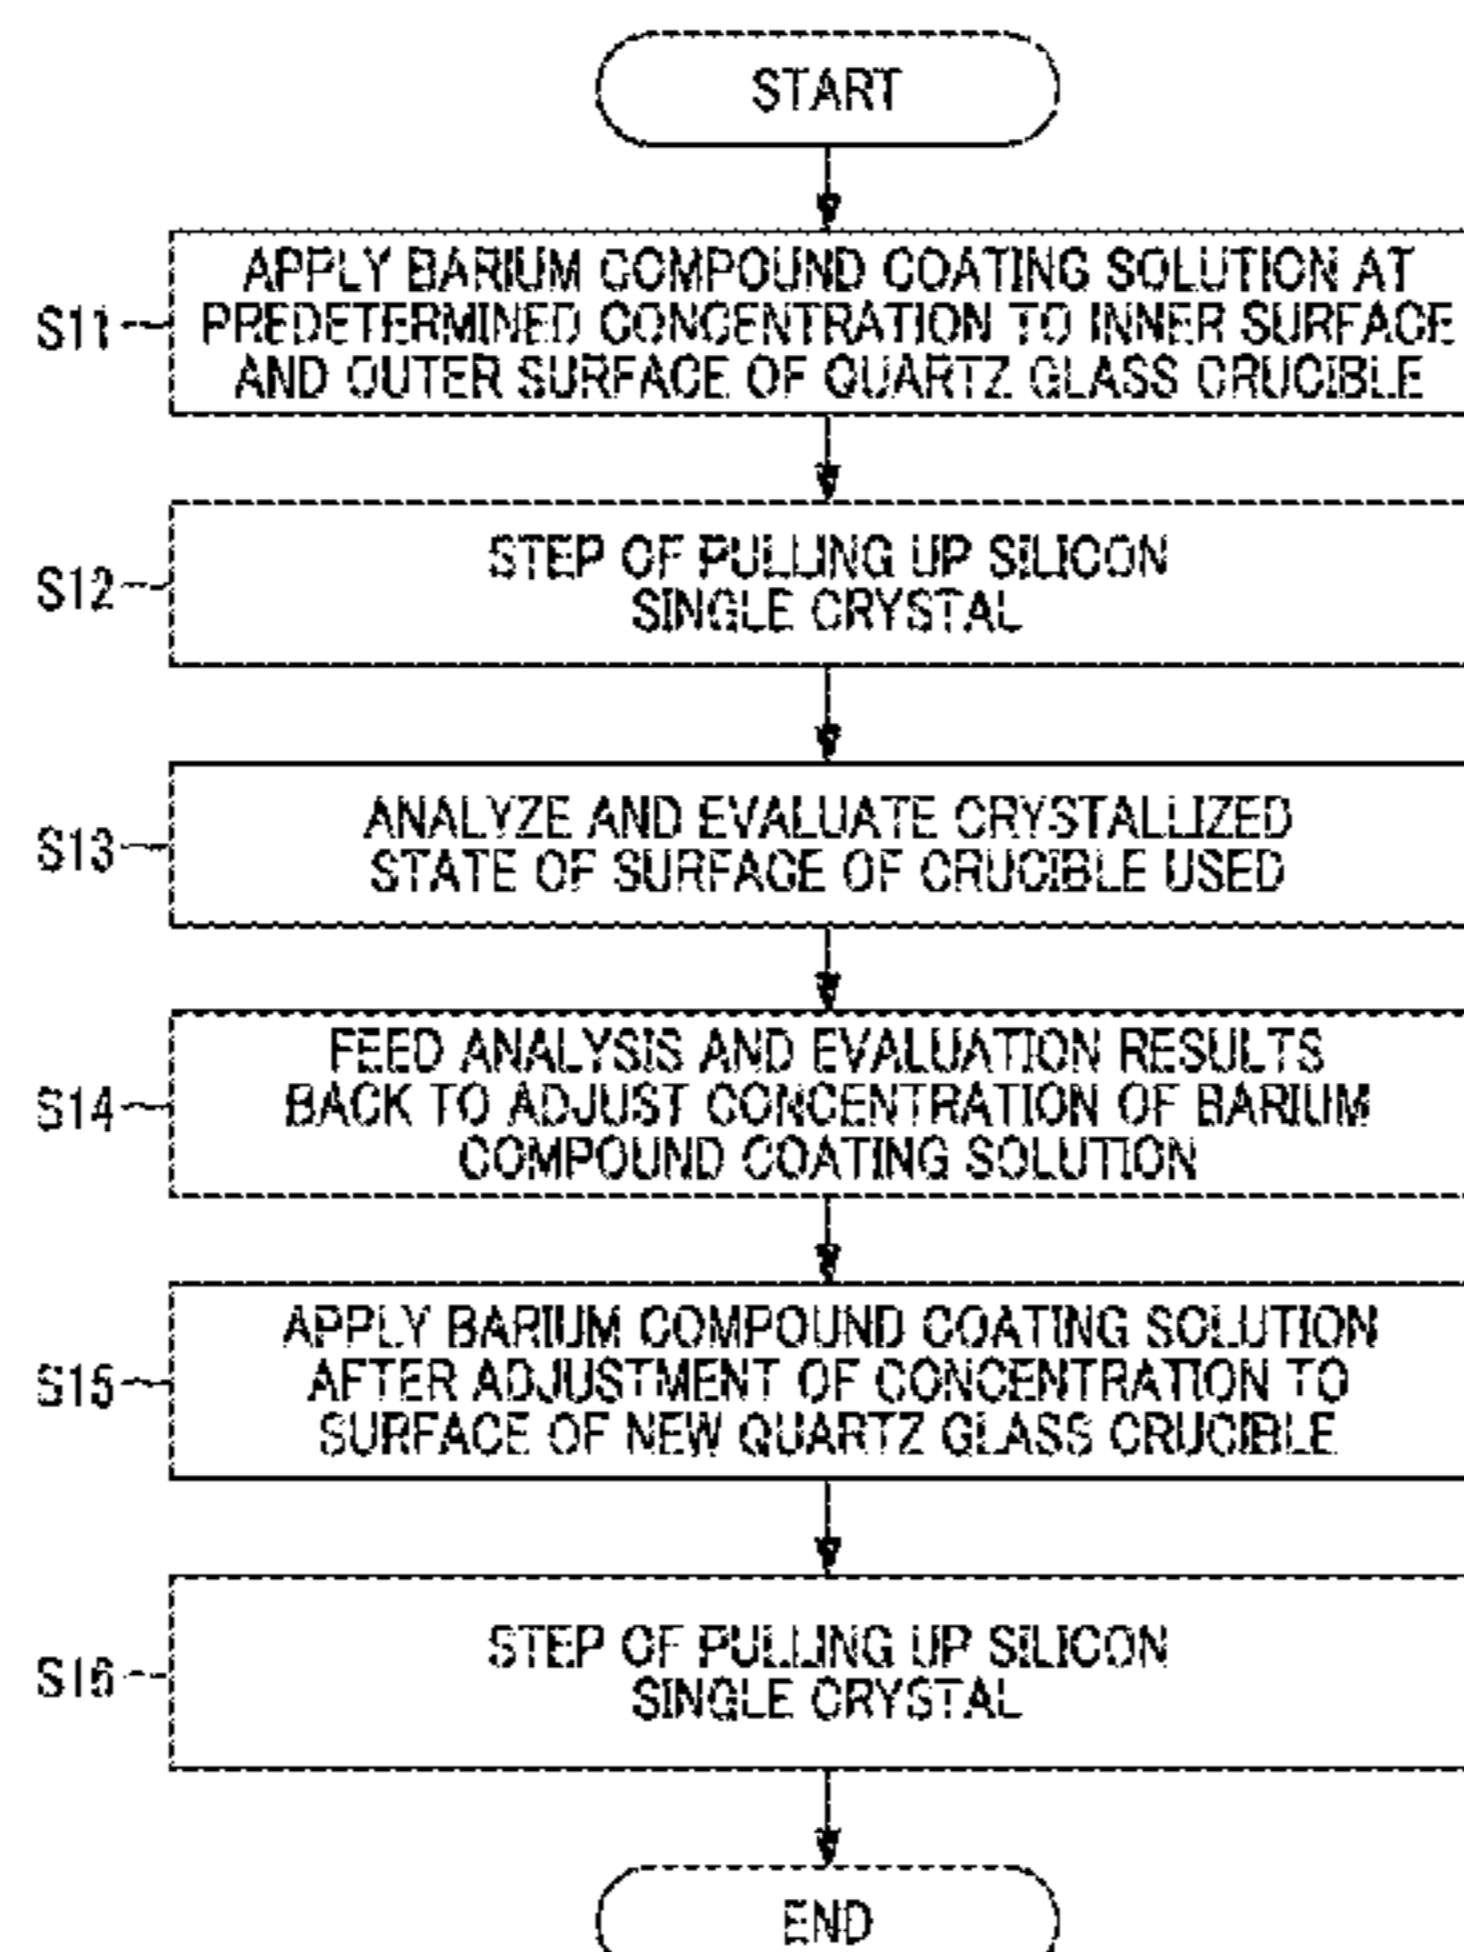 START
S11
APPLY BARIUM COMPOUND COATING SOLUTION AT
PREDETERMINED CONCENTRATION TO INNER SURFACE
AND OUTER SURFACE OF QUARTZ GLASS CRUCIBLE
S12
STEP OF PULLING UP SILICON
SINGLE CRYSTAL
S13
ANALYZE AND EVALUATE CRYSTALLIZED
STATE OF SURFACE OF CRUCIBLE USED
S14
FEED ANALYSIS AND EVALUATION RESULTS
BACK TO ADJUST CONCENTRATION OF BARIUM
COMPOUND COATING SOLUTION
S15
APPLY BARIUM COMPOUND COATING SOLUTION
AFTER ADJUSTMENT OF CONCENTRATION TO
SURFACE OF NEW QUARTZ GLASS CRUCIBLE
S16
STEP OF PULLING UP SILICON
SINGLE CRYSTAL
END